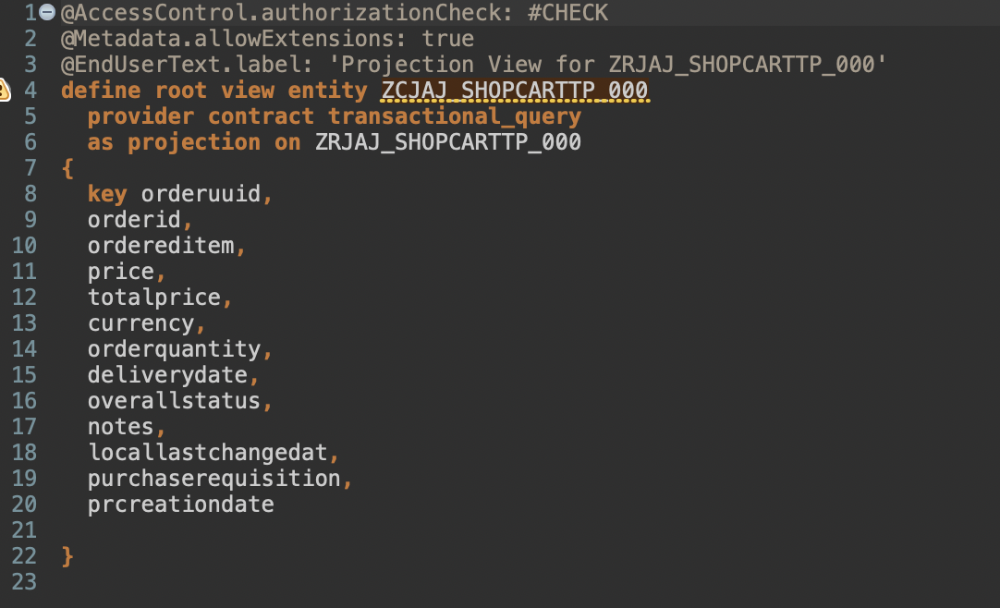 1 @AccessControl.authorizationCheck: #CHECK
2 @Metadata.allowExtensions: true
3 @EndUserText.label: 'Projection View for ZRJAJ_SHOPCARTTP_000'
4 define root view entity ZCJAJ_SHOPCARTTP_000
5   provider contract transactional_query
6   as projection on ZRJAJ_SHOPCARTTP_000
7 {
8   key orderuuid,
9   orderid,
10   ordereditem,
11   price,
12   totalprice,
13   currency,
14   orderquantity,
15   deliverydate,
16   overallstatus,
17   notes,
18   locallastchangedat,
19   purchaserequisition,
20   prcreationdate
21
22 }
23